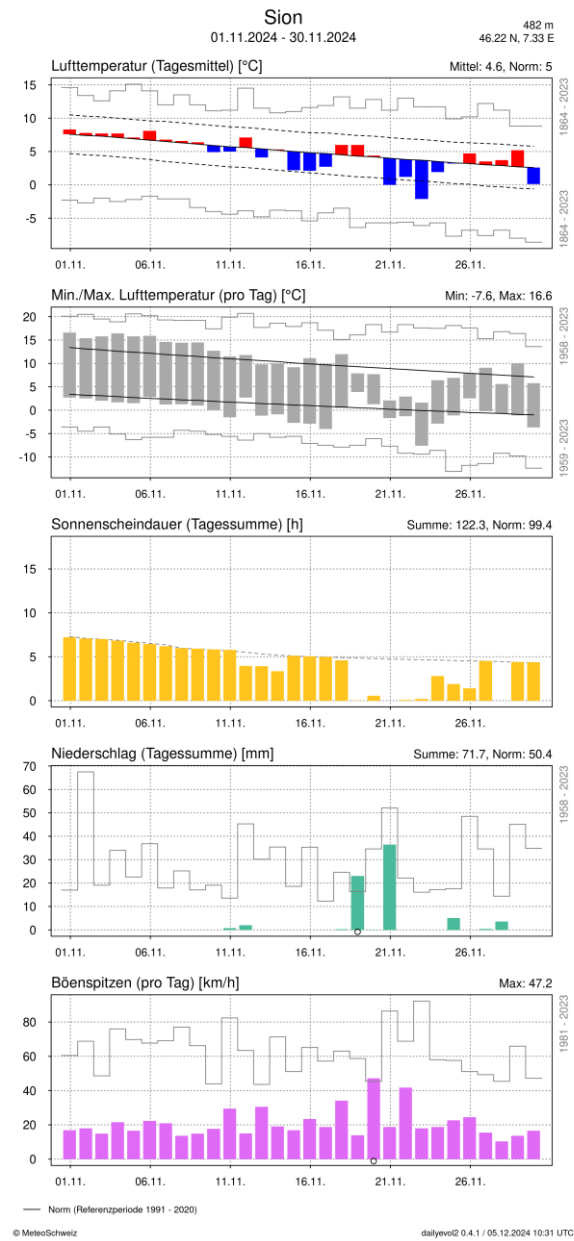 Sion
01.11.2024 - 30.11.2024
482 m
46.22 N, 7.33 E
Lufttemperatur (Tagesmittel) [°C]
Mittel: 4.6, Norm: 5
15
10
5
0
-5
1864 - 2023
1864 - 2023
01.11. 06.11. 11.11. 16.11. 21.11. 26.11.
Min./Max. Lufttemperatur (pro Tag) [°C]
Min: -7.6, Max: 16.6
20
15
10
5
0
-5
-10
1958 - 2023
1959 - 2023
01.11. 06.11. 11.11. 16.11. 21.11. 26.11.
Sonnenscheindauer (Tagessumme) [h]
Summe: 122.3, Norm: 99.4
15
10
5
0
01.11. 06.11. 11.11. 16.11. 21.11. 26.11.
Niederschlag (Tagessumme) [mm]
Summe: 71.7, Norm: 50.4
70
60
50
40
30
20
10
0
1958 - 2023
01.11. 06.11. 11.11. 16.11. 21.11. 26.11.
Böenspitzen (pro Tag) [km/h]
Max: 47.2
80
60
40
20
0
1981 - 2023
01.11. 06.11. 11.11. 16.11. 21.11. 26.11.
Norm (Referenzperiode 1991 - 2020)
© MeteoSchweiz
dailyevol2 0.4.1 / 05.12.2024 10:31 UTC